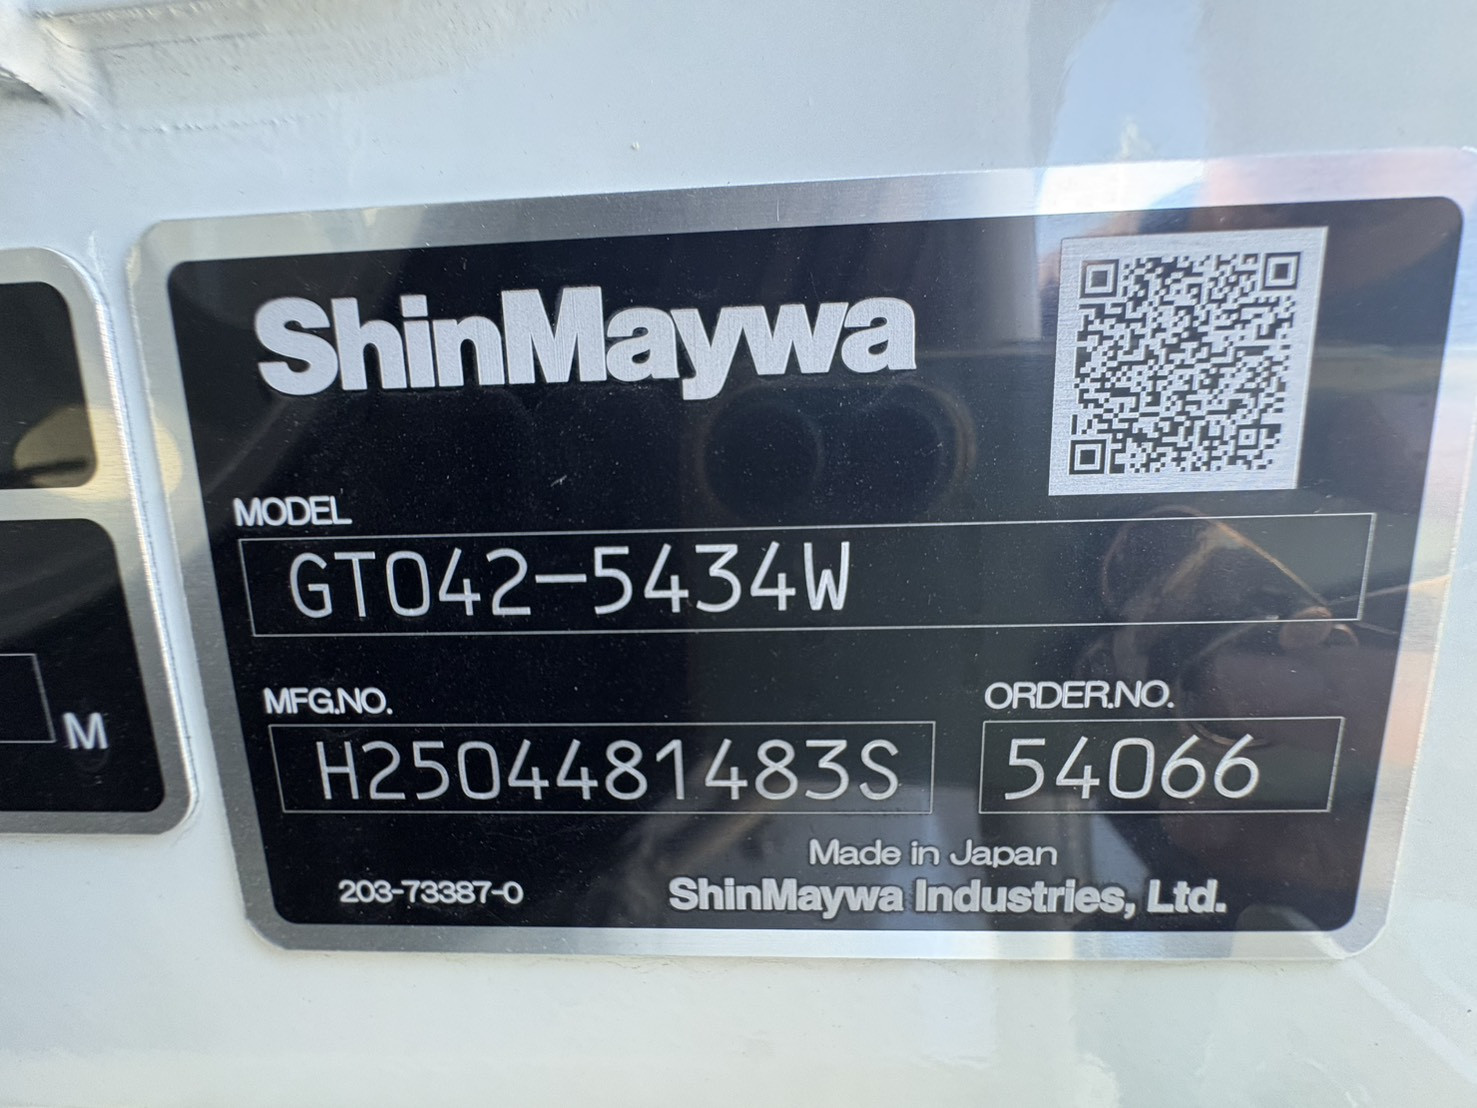 ShinMaywa
MODEL
GT042-5434W
MFG.NO.
H2504481483S
ORDER.NO.
54066
M
Made in Japan
203-73387-0
ShinMaywa Industries, Ltd.